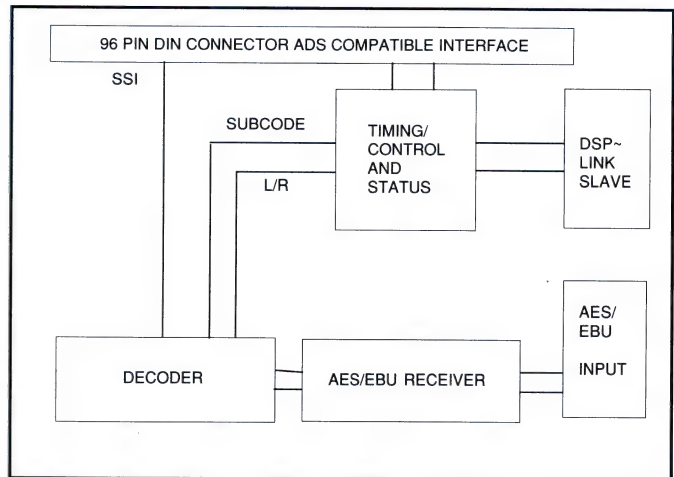 96 PIN DIN CONNECTOR ADS COMPATIBLE INTERFACE
SSI
SUBCODE
L/R
TIMING/
CONTROL
AND
STATUS
DSP~
LINK
SLAVE
DECODER
AES/EBU RECEIVER
AES/
EBU
INPUT